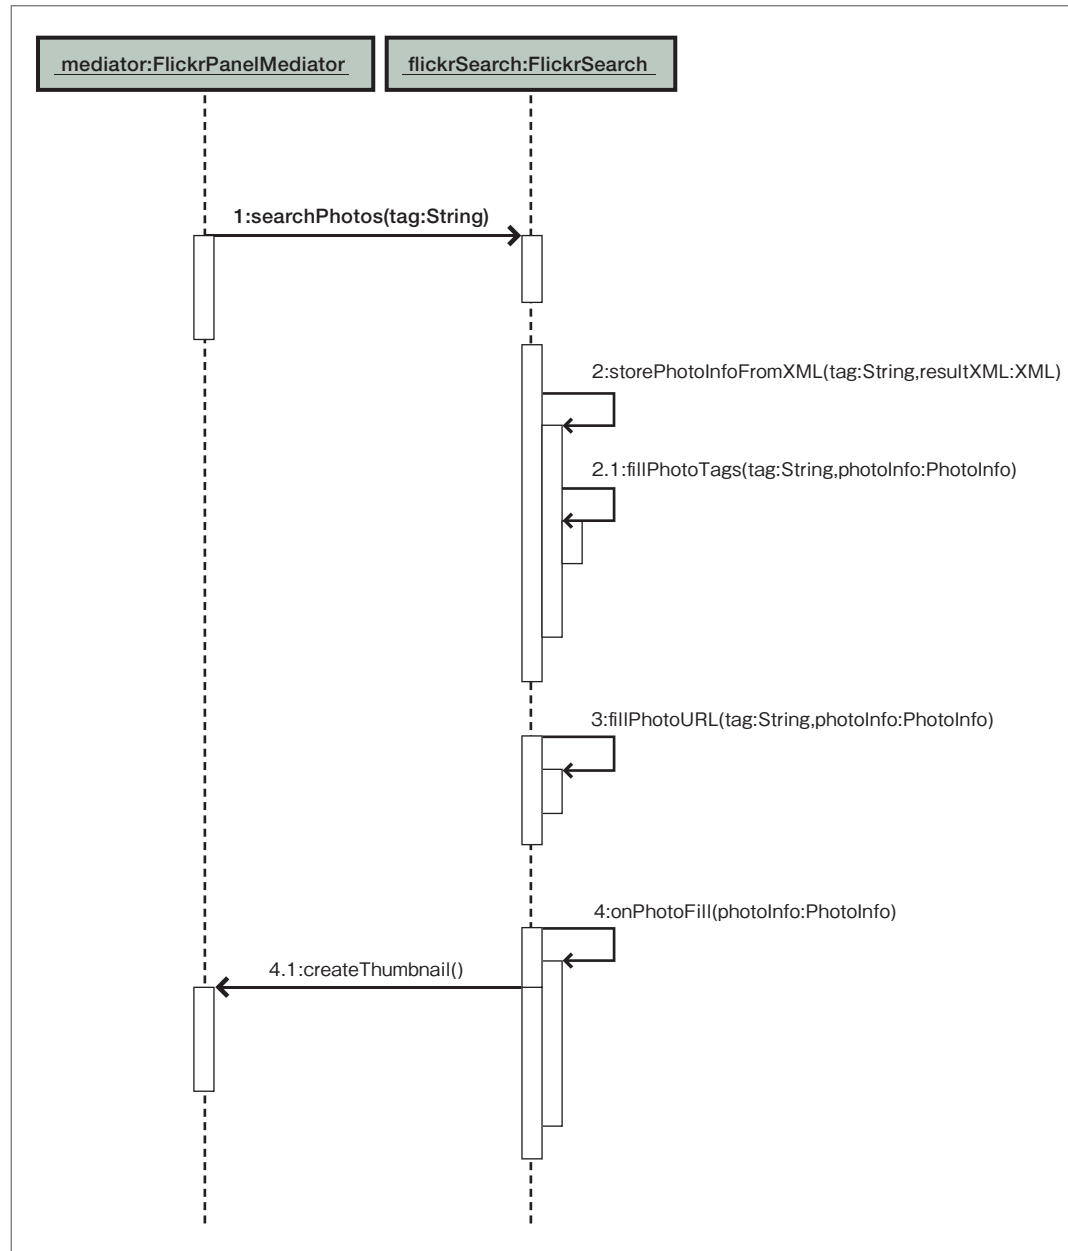 mediator:FlickrPanelMediator
flickrSearch:FlickrSearch
1:searchPhotos(tag:String)
2:storePhotoInfoFromXML(tag:String,resultXML:XML)
2.1:fillPhotoTags(tag:String,photoInfo:PhotoInfo)
3:fillPhotoURL(tag:String,photoInfo:PhotoInfo)
4:onPhotoFill(photoInfo:PhotoInfo)
4.1:createThumbnail()